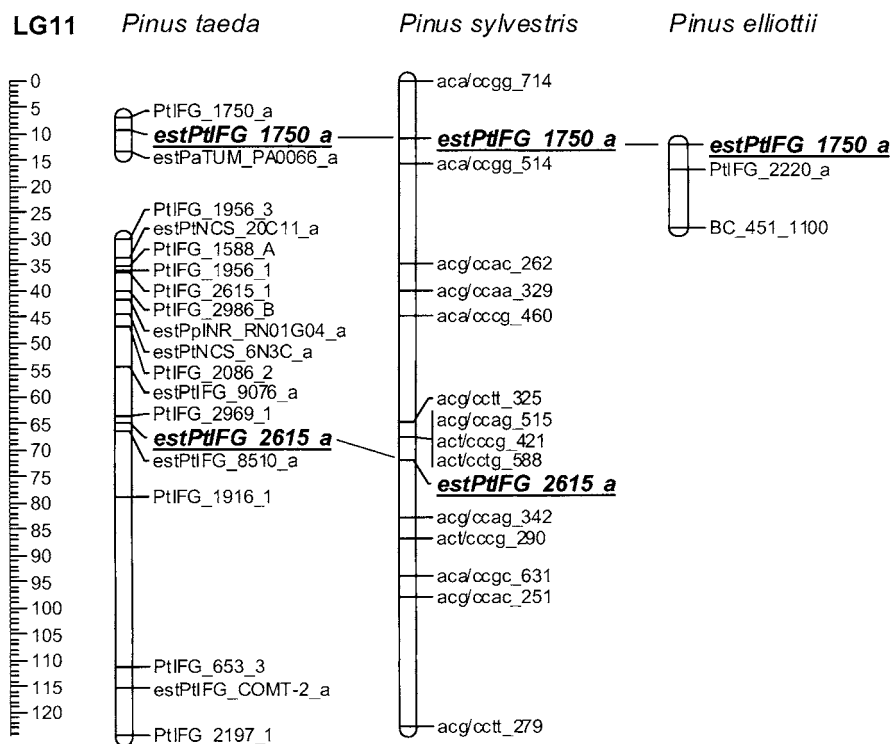 LG11
Pinus taeda
Pinus sylvestris
Pinus elliottii
0
5
10
15
20
25
30
35
40
45
50
55
60
65
70
75
80
85
90
95
100
105
110
115
120
PtIFG_1750_a
estPtIFG_1750_a
estPaTUM_PA0066_a
PtIFG_1956_3
estPtNCS_20C11_a
PtIFG_1588_A
PtIFG_1956_1
PtIFG_2615_1
PtIFG_2986_B
estPpINR_RN01G04_a
estPtNCS_6N3C_a
PtIFG_2086_2
estPtIFG_9076_a
PtIFG_2969_1
estPtIFG_2615_a
estPtIFG_8510_a
PtIFG_1916_1
PtIFG_653_3
estPtIFG_COMT-2_a
PtIFG_2197_1
aca/ccgg_714
estPtIFG_1750_a
aca/ccgg_514
acg/ccac_262
acg/ccaa_329
aca/cccg_460
acg/cctt_325
acg/ccag_515
act/cccg_421
act/cctg_588
estPtIFG_2615_a
acg/ccag_342
act/cccg_290
aca/ccgc_631
acg/ccac_251
acg/cctt_279
estPtIFG_1750_a
PtIFG_2220_a
BC_451_1100